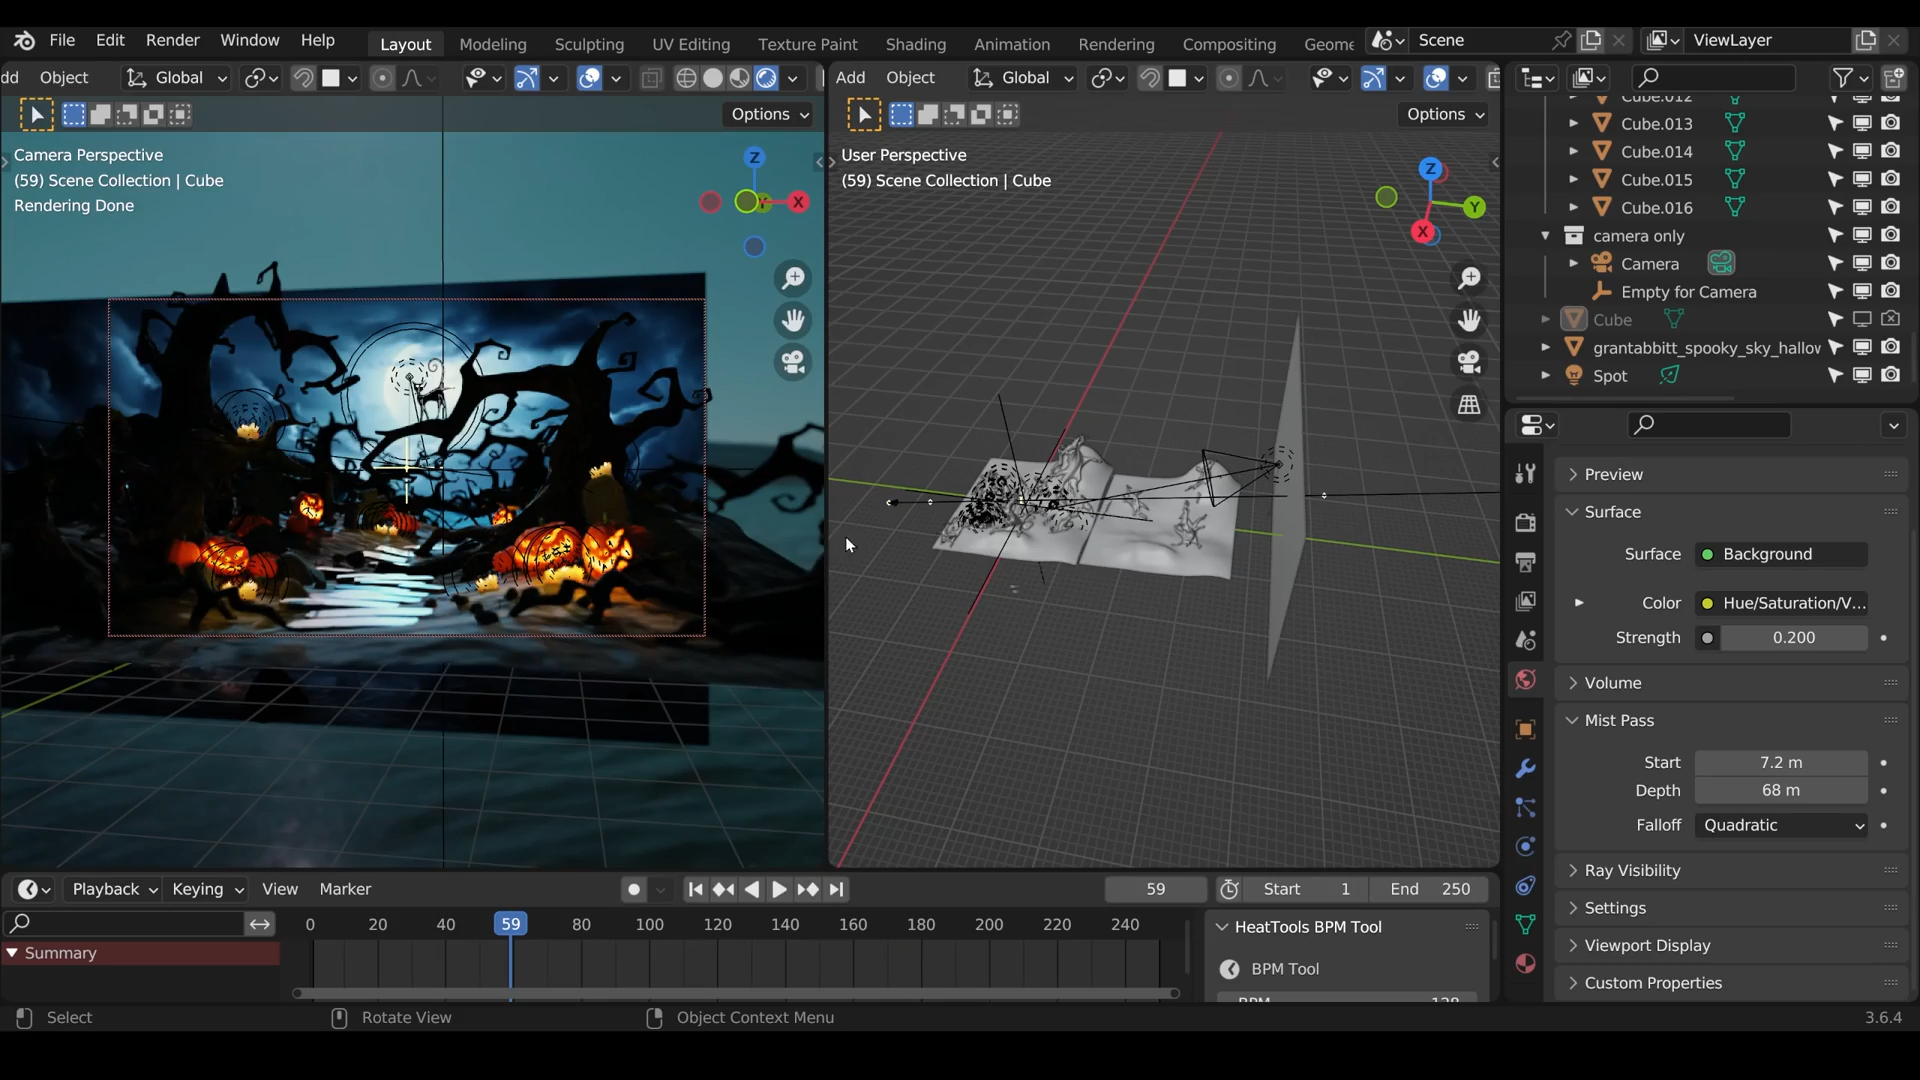 File Edit Render Window Help Layout Modeling Sculpting UV Editing Texture Paint Shading Animation Rendering Compositing Geome Scene ViewLayer
dd Object Global
Add Object Global
Options
Options
Camera Perspective
(59) Scene Collection | Cube
Rendering Done
Z
X
User Perspective
(59) Scene Collection | Cube
Z
Y
X
Cube.012
Cube.013
Cube.014
Cube.015
Cube.016
camera only
Camera
Empty for Camera
Cube
grantabbitt_spooky_sky_hallov
Spot
Preview
Surface
Surface Background
Color Hue/Saturation/V...
Strength 0.200
Volume
Mist Pass
Start 7.2 m
Depth 68 m
Falloff Quadratic
Ray Visibility
Settings
Viewport Display
Custom Properties
Playback Keying View Marker 59 Start 1 End 250
0 20 40 59 80 100 120 140 160 180 200 220 240
Summary
HeatTools BPM Tool
BPM Tool
BPM 128
Select Rotate View Object Context Menu 3.6.4